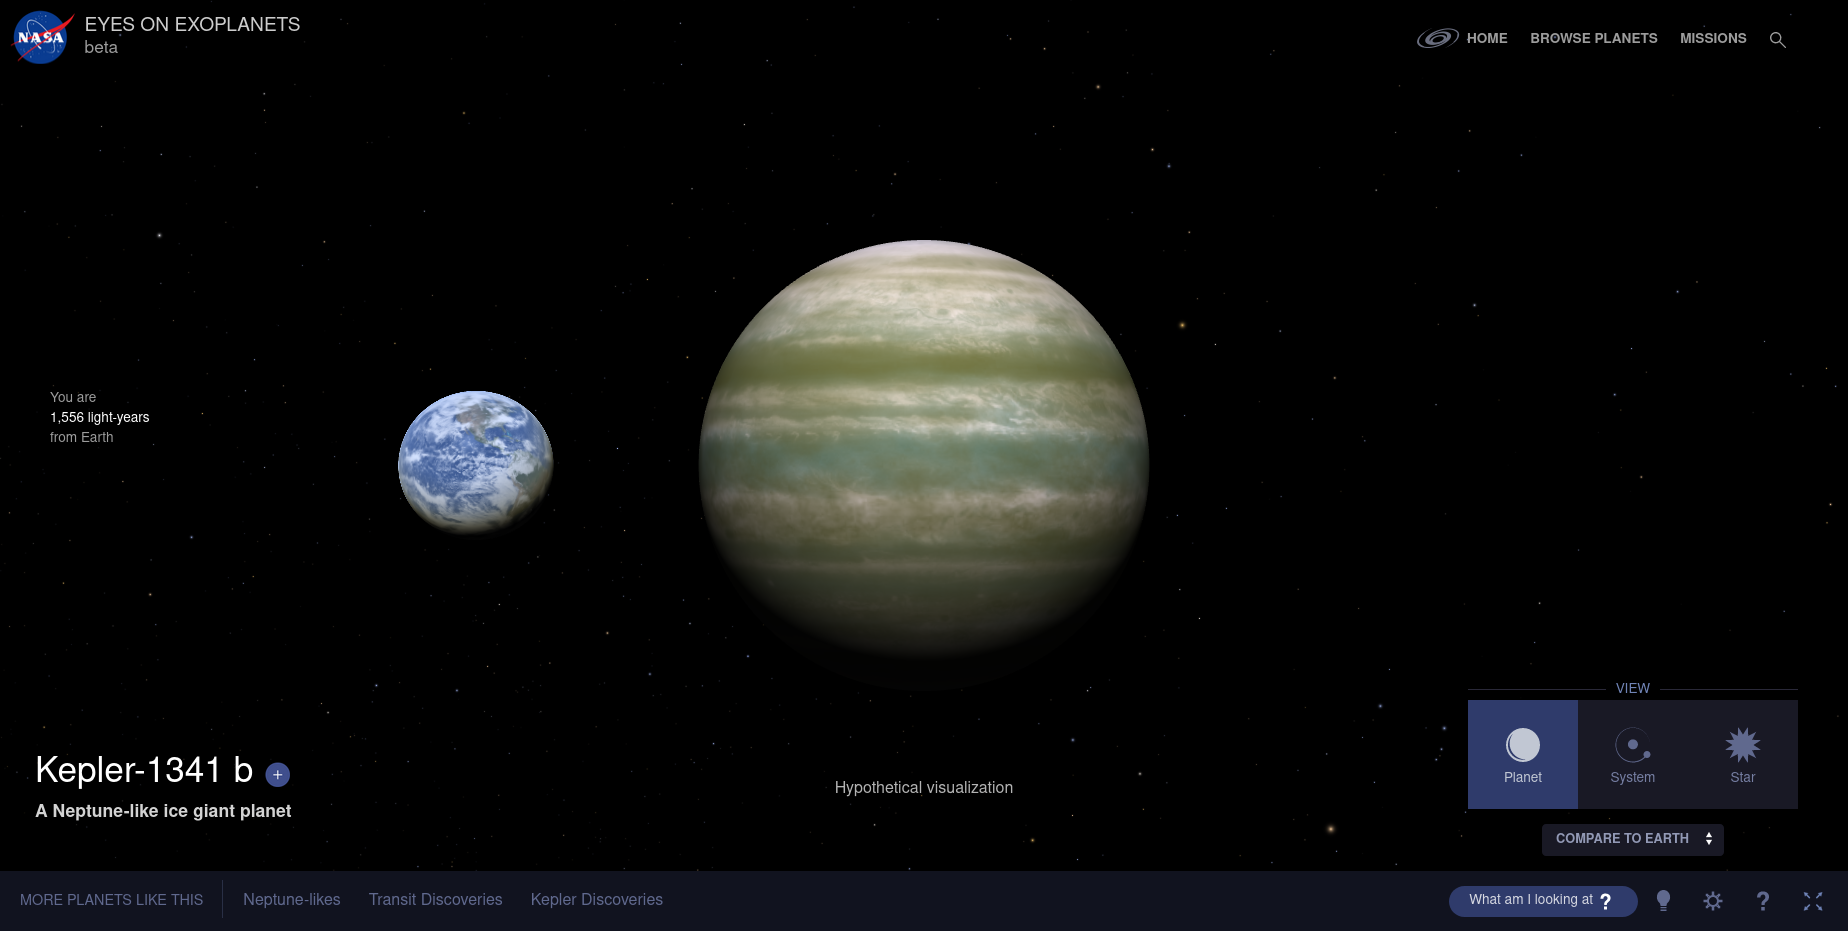 NASA
EYES ON EXOPLANETS
beta
HOME BROWSE PLANETS MISSIONS
You are
1,556 light-years
from Earth
Kepler-1341 b +
A Neptune-like ice giant planet
Hypothetical visualization
VIEW
Planet System Star
COMPARE TO EARTH
MORE PLANETS LIKE THIS Neptune-likes Transit Discoveries Kepler Discoveries
What am I looking at ? ?